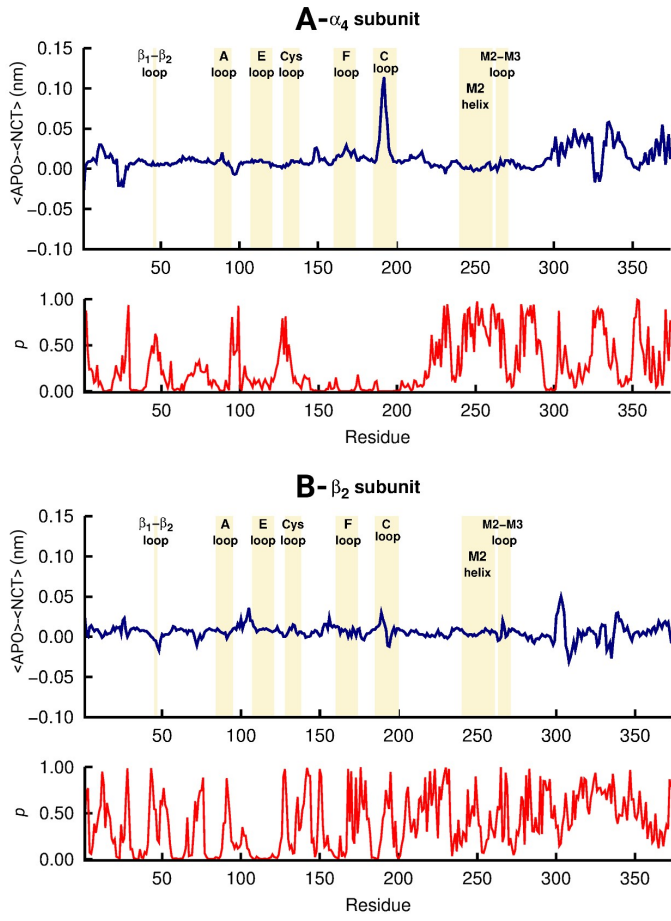 A-α4 subunit
β1−β2 loop
A loop
E loop
Cys loop
F loop
C loop
M2 helix
M2−M3 loop
<APO>-<NCT> (nm)
0.15
0.10
0.05
0.00
−0.05
−0.10
50 100 150 200 250 300 350
p
1.00
0.50
0.00
50 100 150 200 250 300 350
Residue
B-β2 subunit
β1−β2 loop
A loop
E loop
Cys loop
F loop
C loop
M2 helix
M2−M3 loop
<APO>-<NCT> (nm)
0.15
0.10
0.05
0.00
−0.05
−0.10
50 100 150 200 250 300 350
p
1.00
0.50
0.00
50 100 150 200 250 300 350
Residue